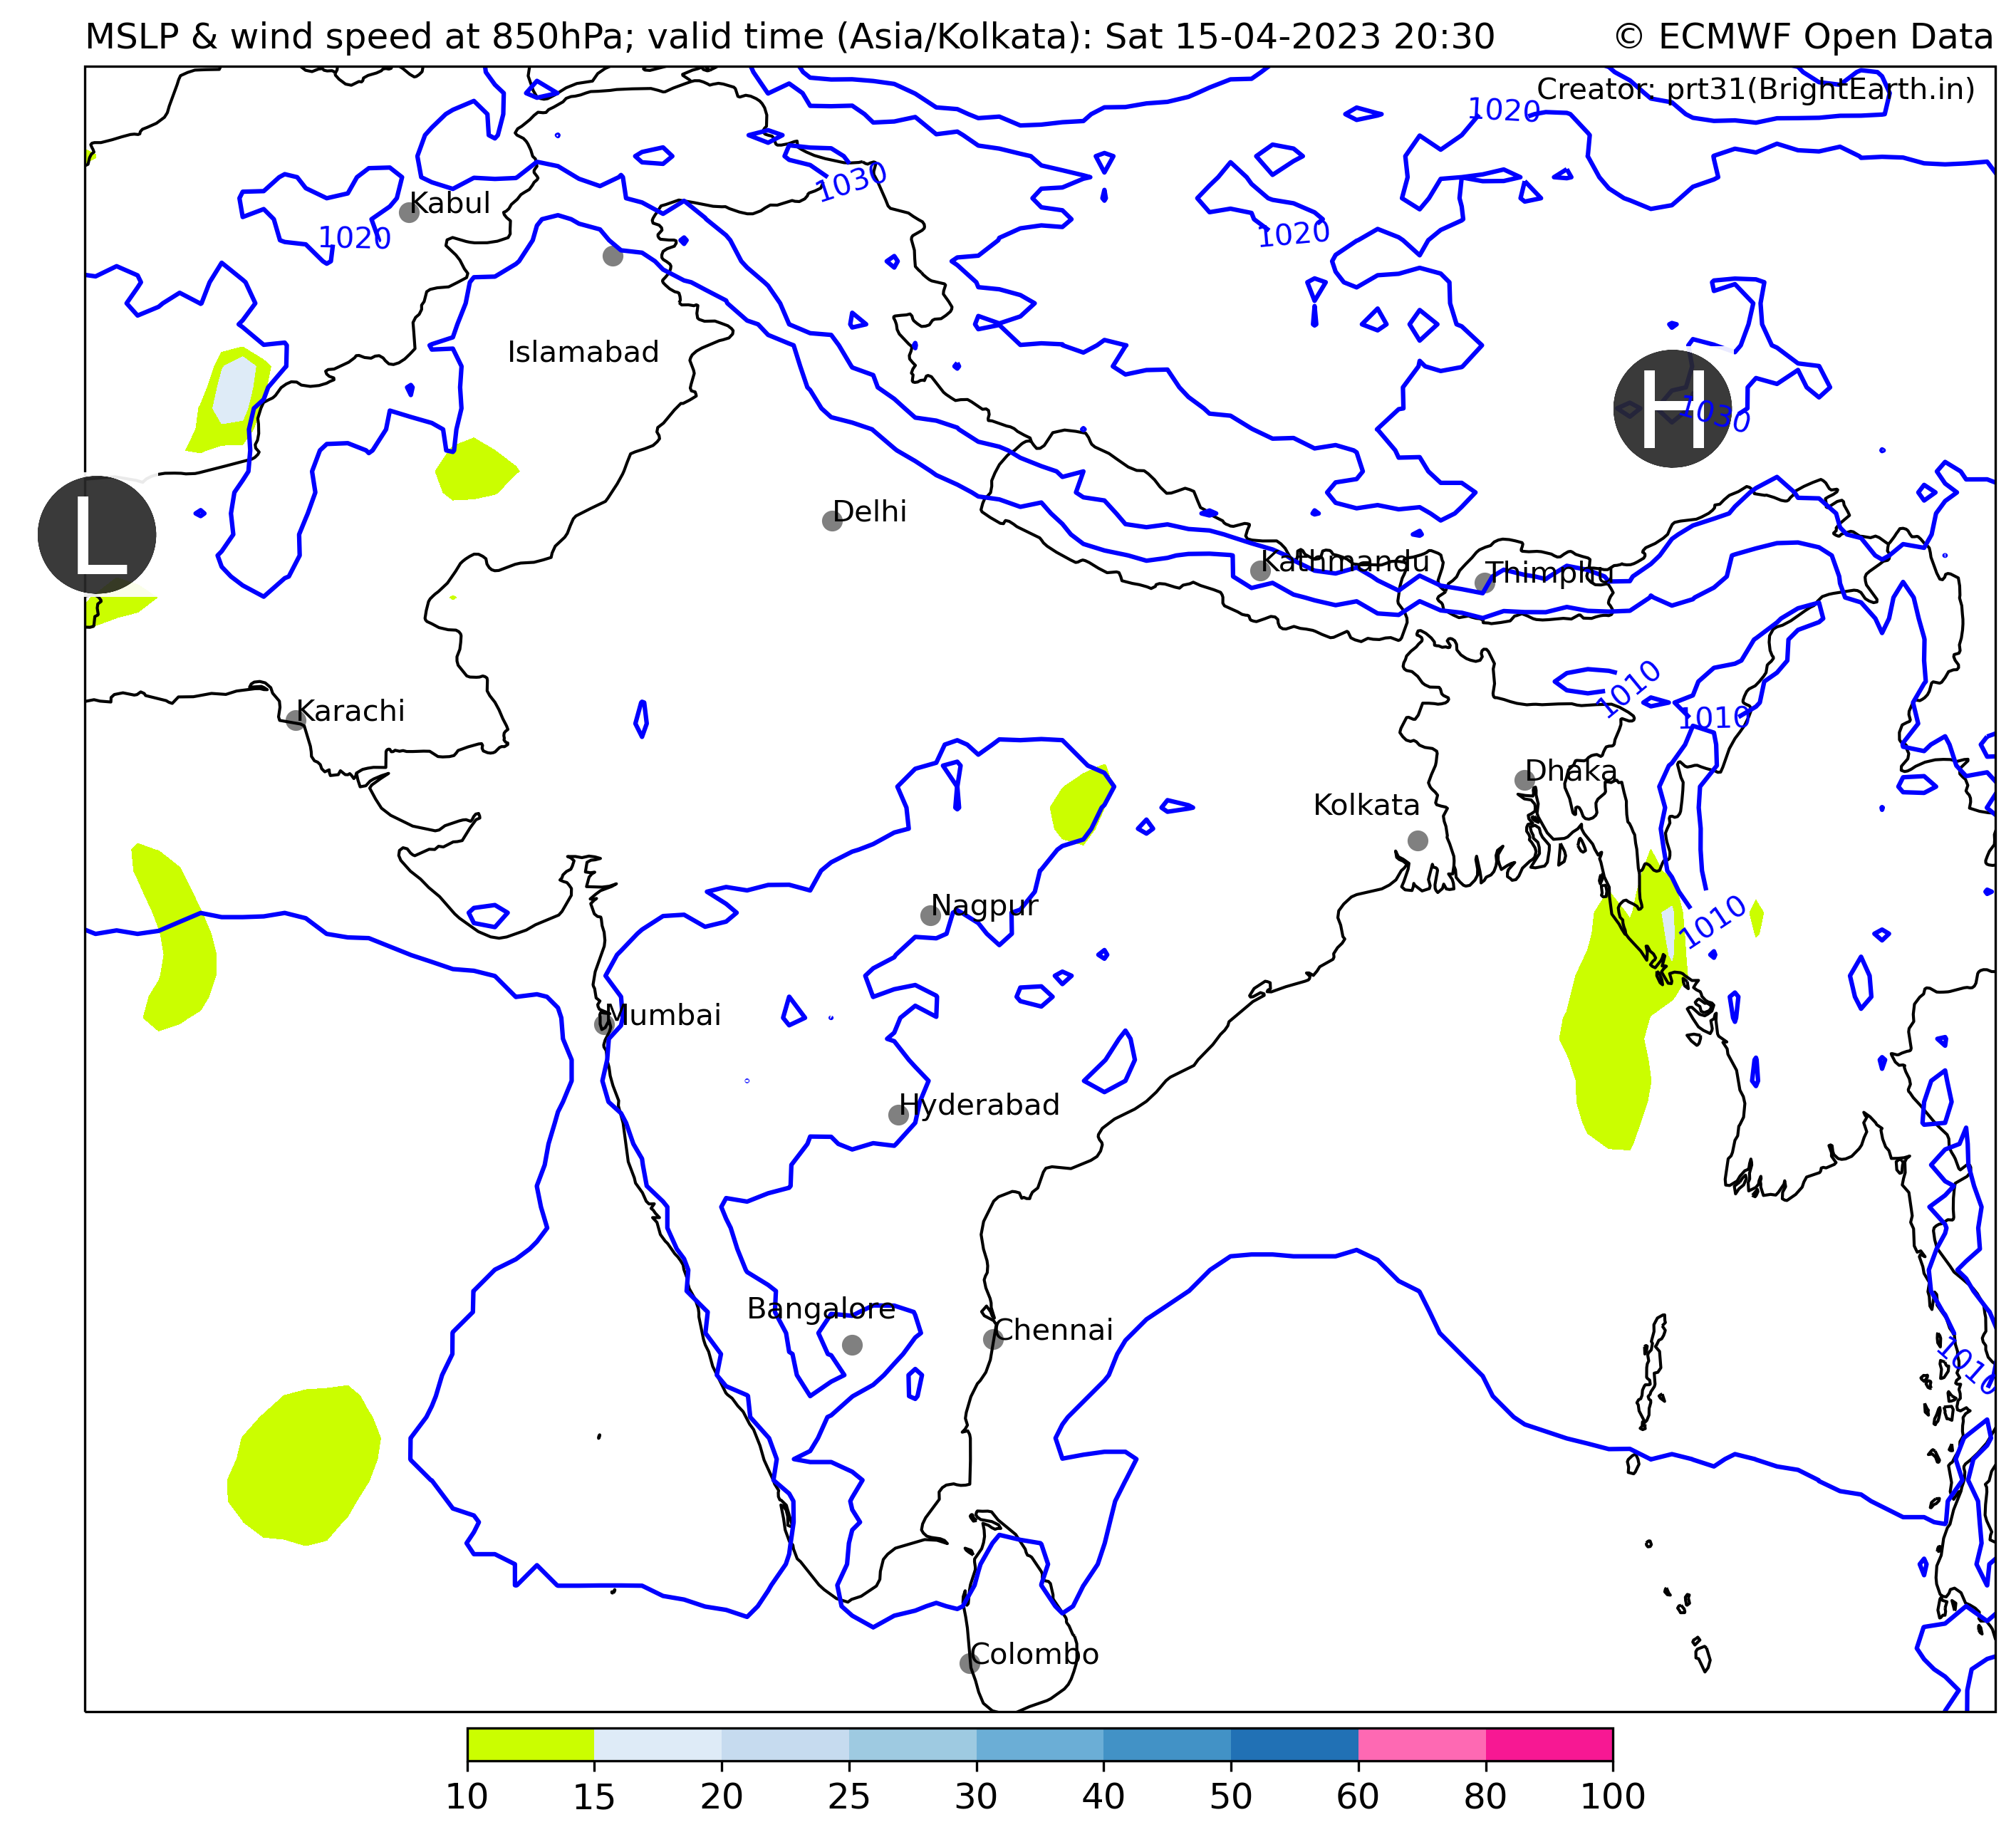 MSLP & wind speed at 850hPa; valid time (Asia/Kolkata): Sat 15-04-2023 20:30 © ECMWF Open Data
Creator: prt31(BrightEarth.in)
1020
1030
Kabul
1020
1020
Islamabad
H
1030
L
Delhi
Kathmandu
Thimphu
1010
Karachi
1010
Dhaka
Kolkata
Nagpur
1010
Mumbai
Hyderabad
Bangalore
Chennai
1010
Colombo
10 15 20 25 30 40 50 60 80 100